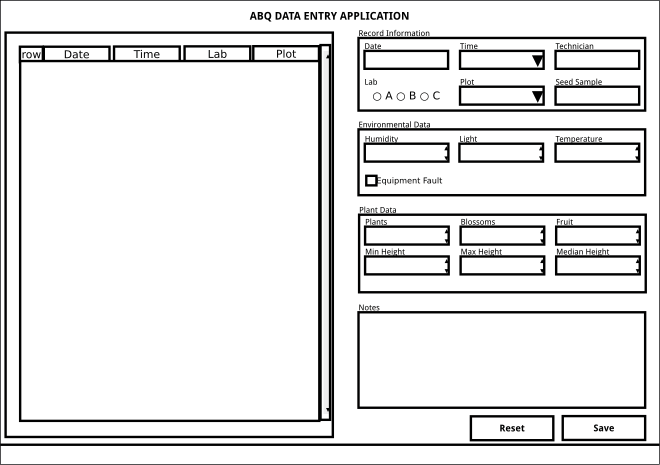 ABQ DATA ENTRY APPLICATION
row Date Time Lab Plot
Record Information
Date Time Technician
Lab Plot Seed Sample
A B C
Environmental Data
Humidity Light Temperature
Equipment Fault
Plant Data
Plants Blossoms Fruit
Min Height Max Height Median Height
Notes
Reset Save